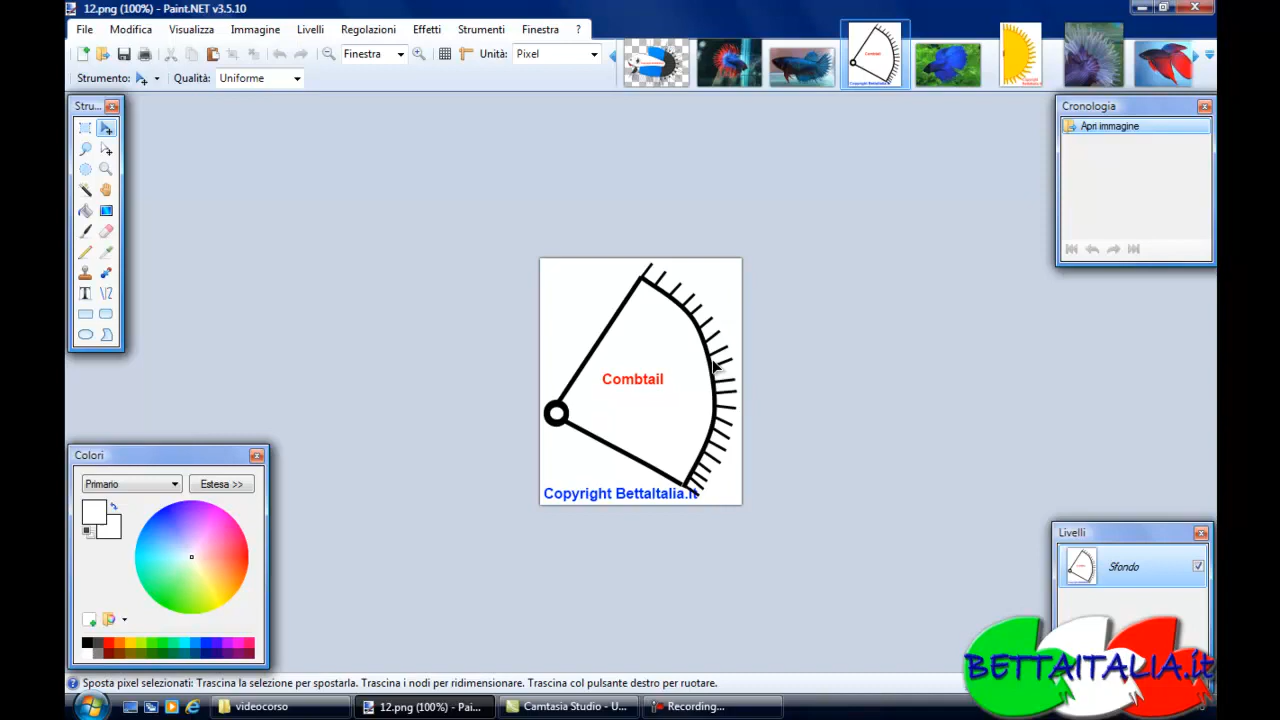 12.png (100%) - Paint.NET v3.5.10
File Modifica Visualizza Immagine Livelli Regolazioni Effetti Strumenti Finestra ?
Finestra Unità: Pixel
Strumento: Qualità: Uniforme
Stru...
Cronologia
Apri immagine
Combtail
Copyright BettaItalia.it
Colori
Primario Estesa >>
Livelli
Sfondo
BETTAITALIA.it
Sposta pixel selezionati: Trascina la selezione per spostarla. Trascina i nodi per ridimensionare. Trascina col pulsante destro per ruotare.
videocorso 12.png (100%) - Pai... Camtasia Studio - U... Recording...